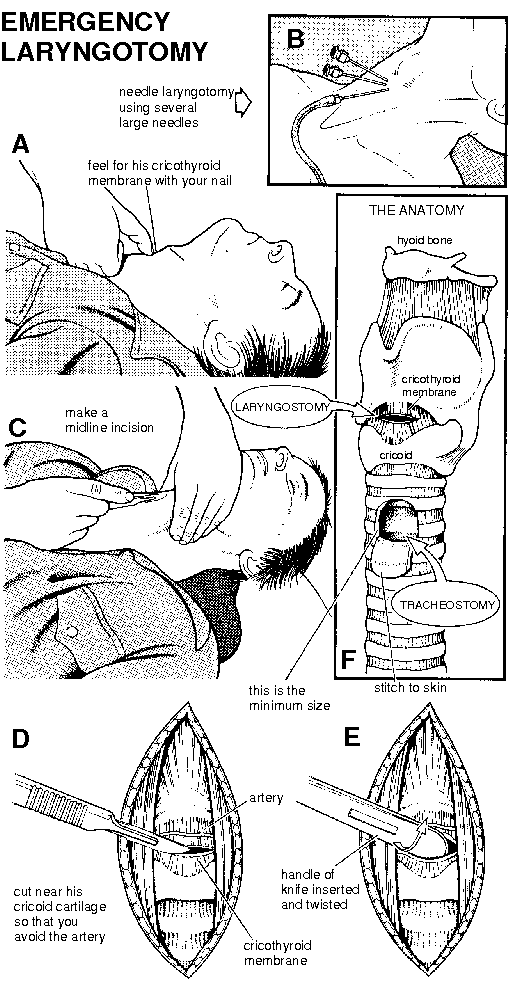 EMERGENCY
LARYNGOTOMY
B
needle laryngotomy
using several
large needles
A
feel for his cricothyroid
membrane with your nail
THE ANATOMY
hyoid bone
cricothyroid
membrane
LARYNGOSTOMY
cricoid
C
make a
midline incision
TRACHEOSTOMY
F
this is the
minimum size
stitch to skin
D
artery
cut near his
cricoid cartilage
so that you
avoid the artery
cricothyroid
membrane
E
handle of
knife inserted
and twisted